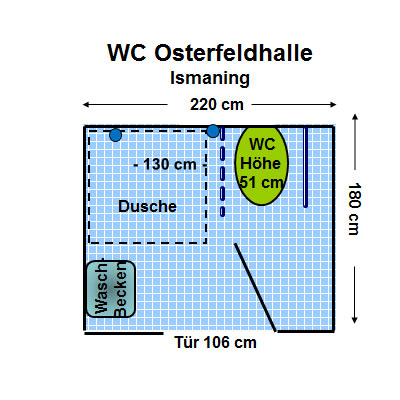 WC Osterfeldhalle
Ismaning
220 cm
WC
Höhe
51 cm
- 130 cm -
Dusche
180 cm
Wasch-
Becken
Tür 106 cm